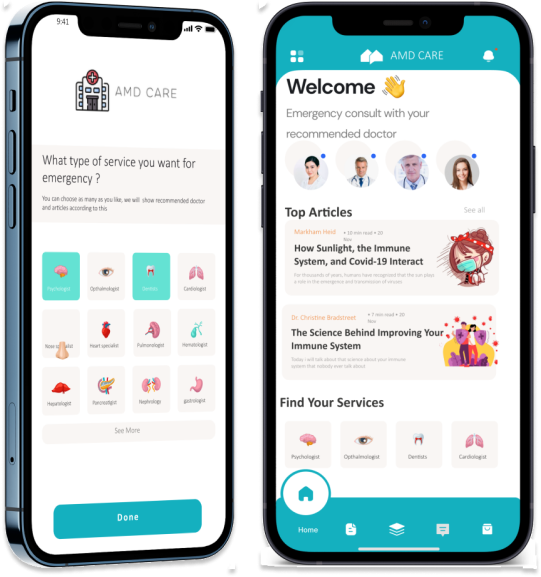 9:41
AMD CARE
What type of service you want for
emergency ?
You can choose as many as you like, we will show recommended doctor
and articles according to this
Psychologist
Opthalmologist
Dentists
Cardiologist
Heart specialist
Pulmonologist
Hematologist
Hepatologist
Pancreatigist
Nephrology
gastrologist
See More
Done
AMD CARE
Welcome
Emergency consult with your
recommended doctor
Top Articles
See all
Markham Heid • 10 min read • 10
Nov
How Sunlight, the Immune
System, and Covid-19 Interact
For thousands of years, humans have recognized that the sun plays
a role in the emergence and transmission of viruses
Dr. Christine Bradstreet • 7 min read • 20
Nov
The Science Behind Improving Your
Immune System
Today i will talk about that science about your immune
system that nobody ever talk about
Find Your Services
Psychologist
Opthalmologist
Dentists
Cardiologist
Home